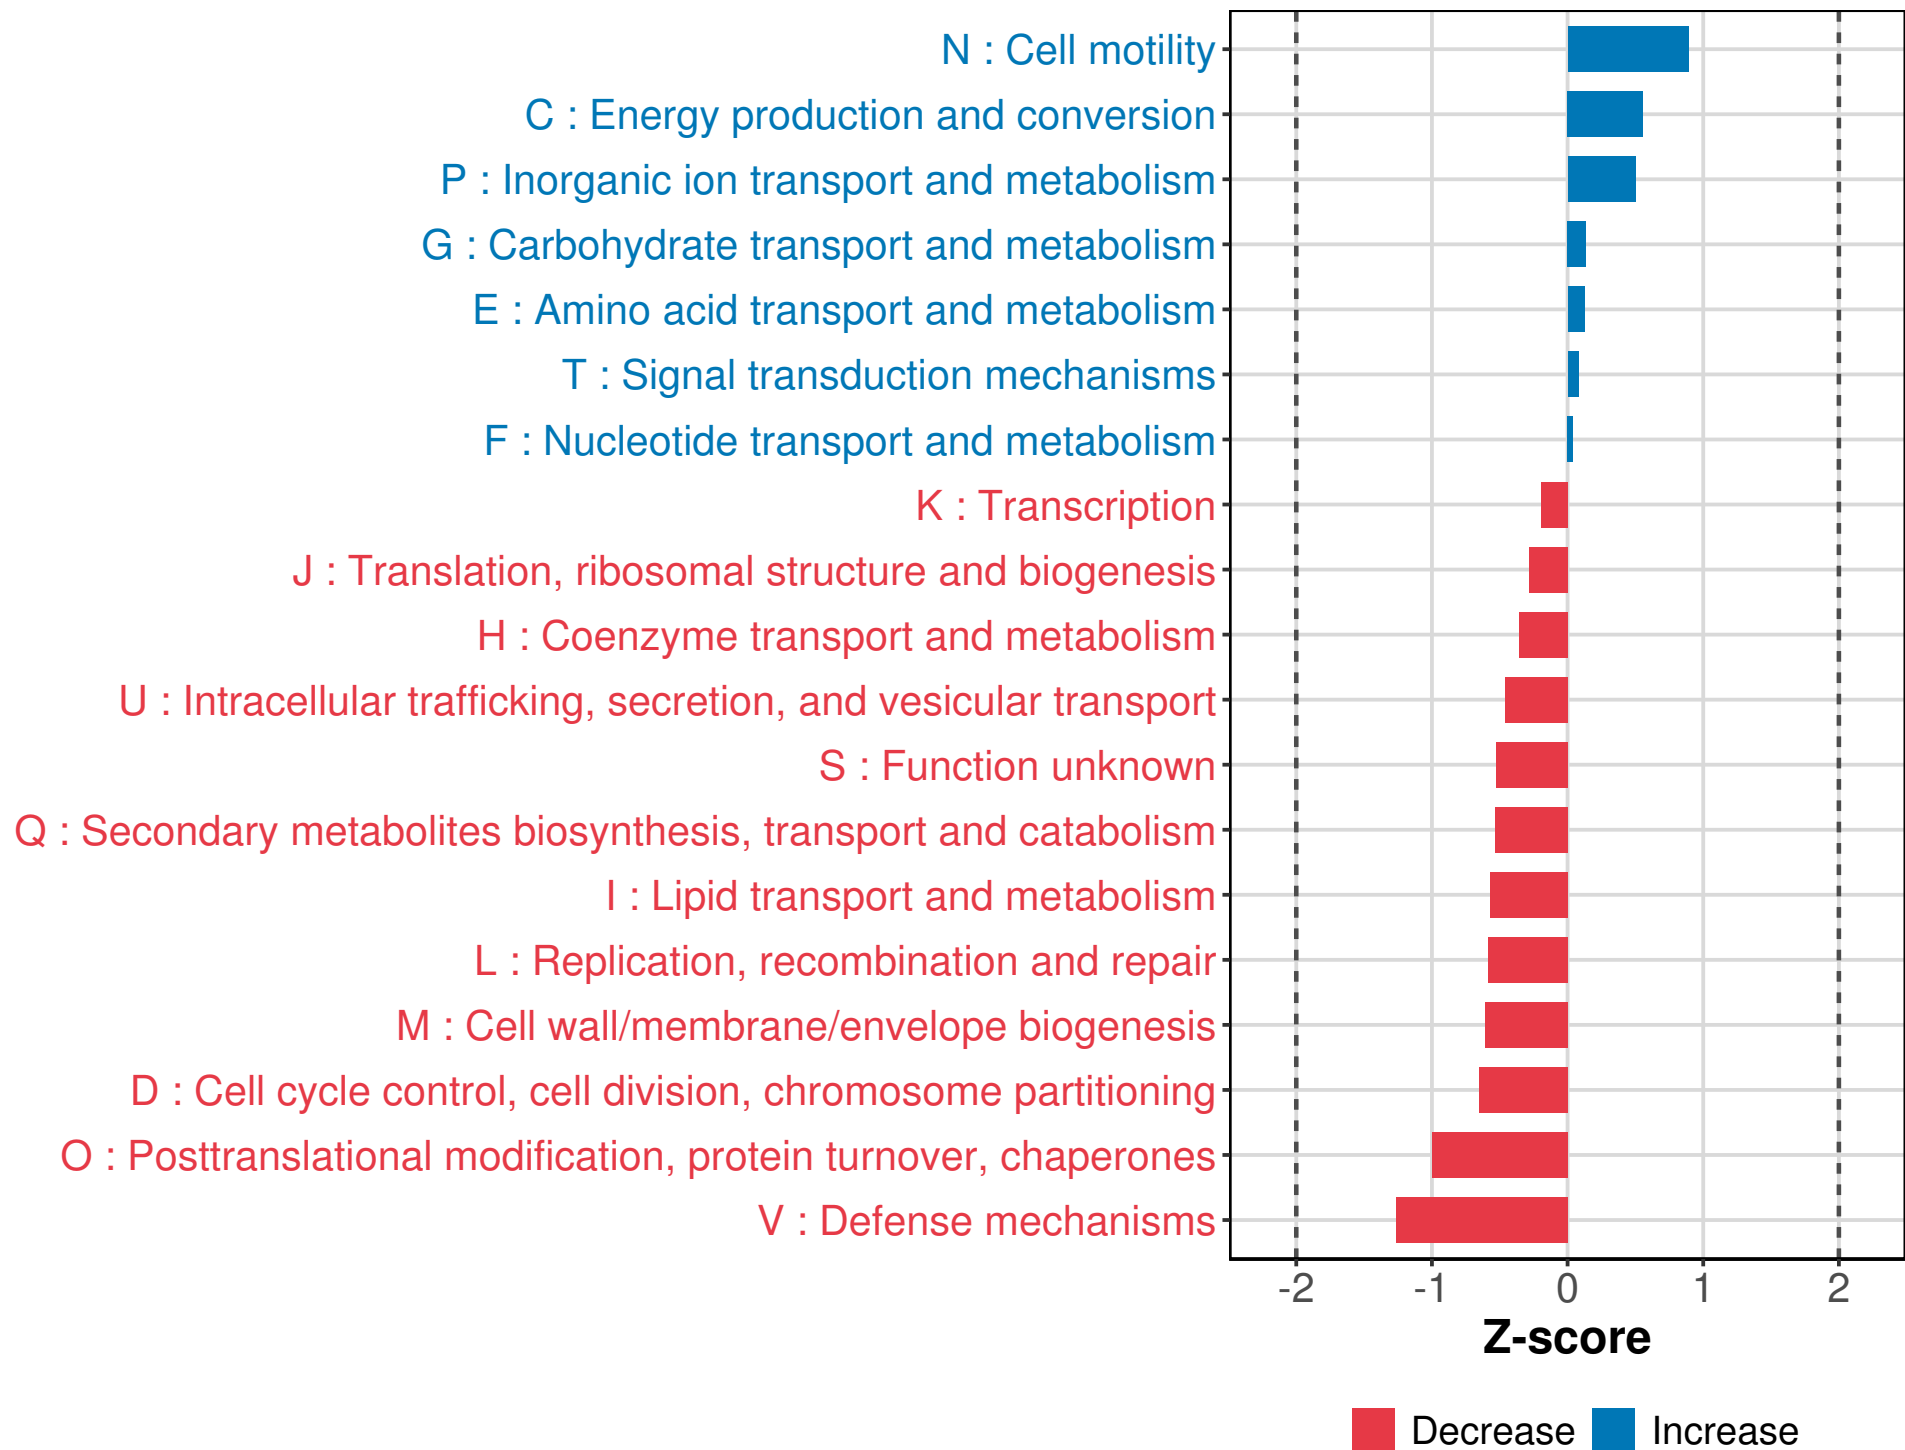 N : Cell motility
C : Energy production and conversion
P : Inorganic ion transport and metabolism
G : Carbohydrate transport and metabolism
E : Amino acid transport and metabolism
T : Signal transduction mechanisms
F : Nucleotide transport and metabolism
K : Transcription
J : Translation, ribosomal structure and biogenesis
H : Coenzyme transport and metabolism
U : Intracellular trafficking, secretion, and vesicular transport
S : Function unknown
Q : Secondary metabolites biosynthesis, transport and catabolism
I : Lipid transport and metabolism
L : Replication, recombination and repair
M : Cell wall/membrane/envelope biogenesis
D : Cell cycle control, cell division, chromosome partitioning
O : Posttranslational modification, protein turnover, chaperones
V : Defense mechanisms
-2 -1 0 1 2
Z-score
Decrease Increase